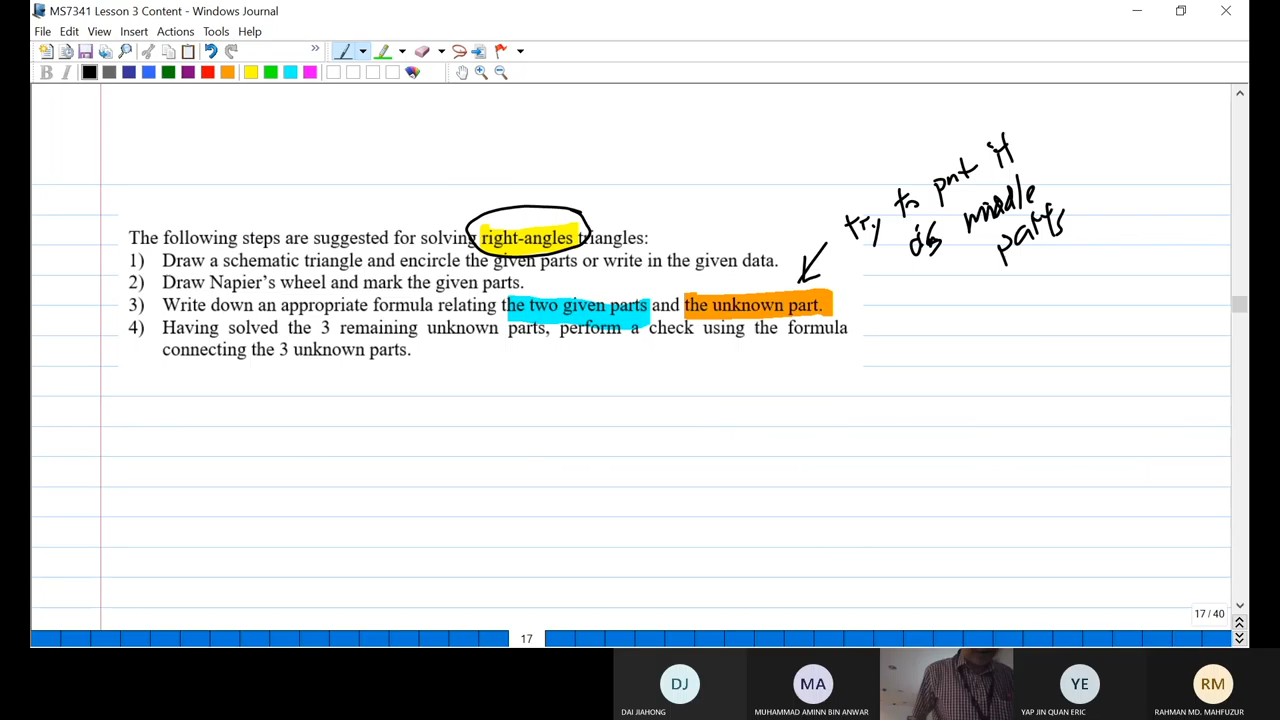 MS7341 Lesson 3 Content - Windows Journal
File Edit View Insert Actions Tools Help
B I
try to put it
as middle
parts
The following steps are suggested for solving right-angles triangles:
1) Draw a schematic triangle and encircle the given parts or write in the given data.
2) Draw Napier's wheel and mark the given parts.
3) Write down an appropriate formula relating the two given parts and the unknown part.
4) Having solved the 3 remaining unknown parts, perform a check using the formula
connecting the 3 unknown parts.
17 / 40
17
DJ MA YE RM
DAI JIAHONG MUHAMMAD AMINN BIN ANWAR YAP JIN QUAN ERIC RAHMAN MD. MAHFUZUR